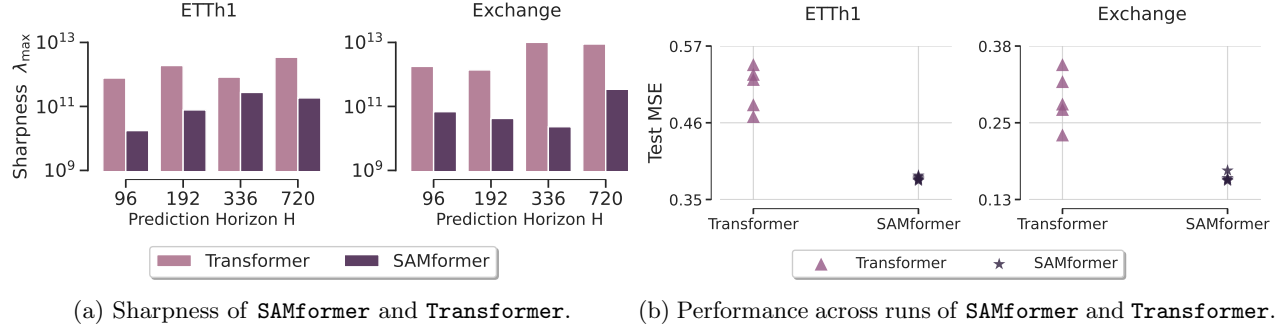 ETTh1
Sharpness λmax
10^13
10^11
10^9
96 192 336 720
Prediction Horizon H
Exchange
10^13
10^11
10^9
96 192 336 720
Prediction Horizon H
Transformer SAMformer
(a) Sharpness of SAMformer and Transformer.
ETTh1
Test MSE
0.57
0.46
0.35
Transformer SAMformer
Exchange
0.38
0.25
0.13
Transformer SAMformer
Transformer SAMformer
(b) Performance across runs of SAMformer and Transformer.